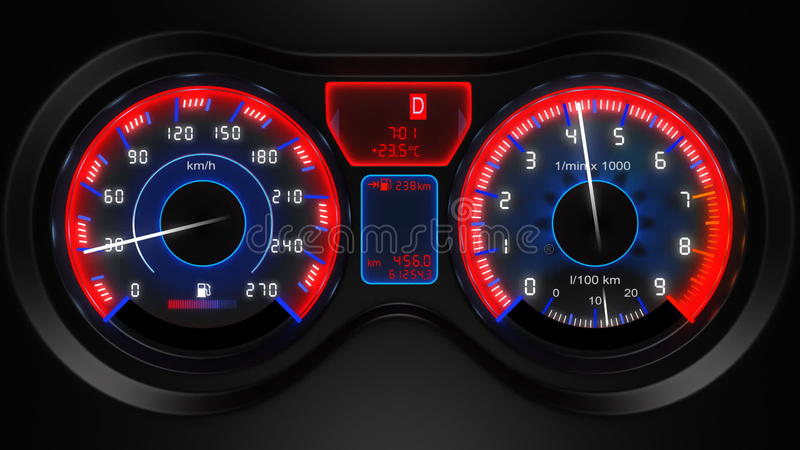 0 30 60 90 120 150 180 210 240 270
km/h
D
7:01
+23.5°C
238km
456.0
km 61254.3
0 1 2 3 4 5 6 7 8 9
1/min x 1000
l/100 km
0 10 20
dreamstime